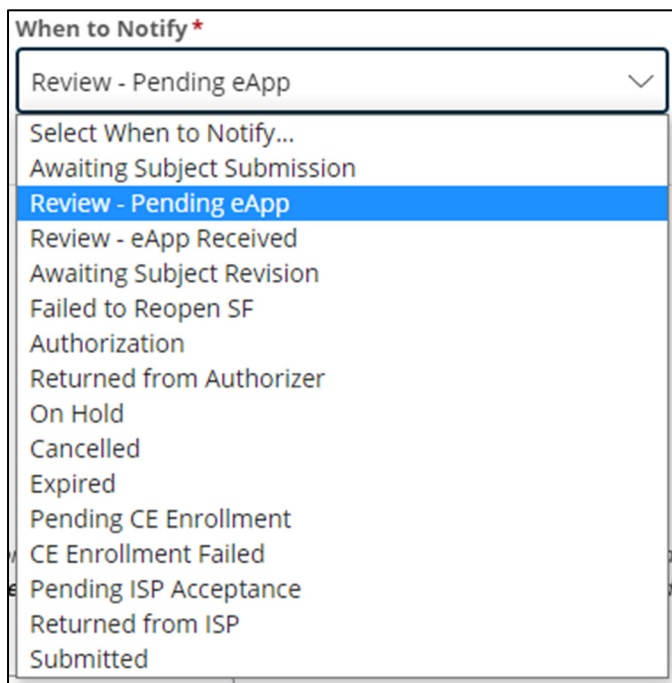 When to Notify*
Review - Pending eApp
Select When to Notify...
Awaiting Subject Submission
Review - Pending eApp
Review - eApp Received
Awaiting Subject Revision
Failed to Reopen SF
Authorization
Returned from Authorizer
On Hold
Cancelled
Expired
Pending CE Enrollment
CE Enrollment Failed
Pending ISP Acceptance
Returned from ISP
Submitted